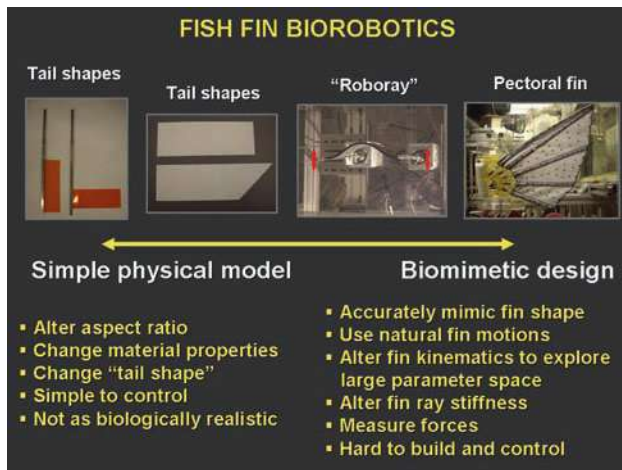 FISH FIN BIOROBOTICS
Tail shapes
Tail shapes
“Roboray”
Pectoral fin
Simple physical model
Biomimetic design
▪ Alter aspect ratio
▪ Change material properties
▪ Change “tail shape”
▪ Simple to control
▪ Not as biologically realistic
▪ Accurately mimic fin shape
▪ Use natural fin motions
▪ Alter fin kinematics to explore
large parameter space
▪ Alter fin ray stiffness
▪ Measure forces
▪ Hard to build and control